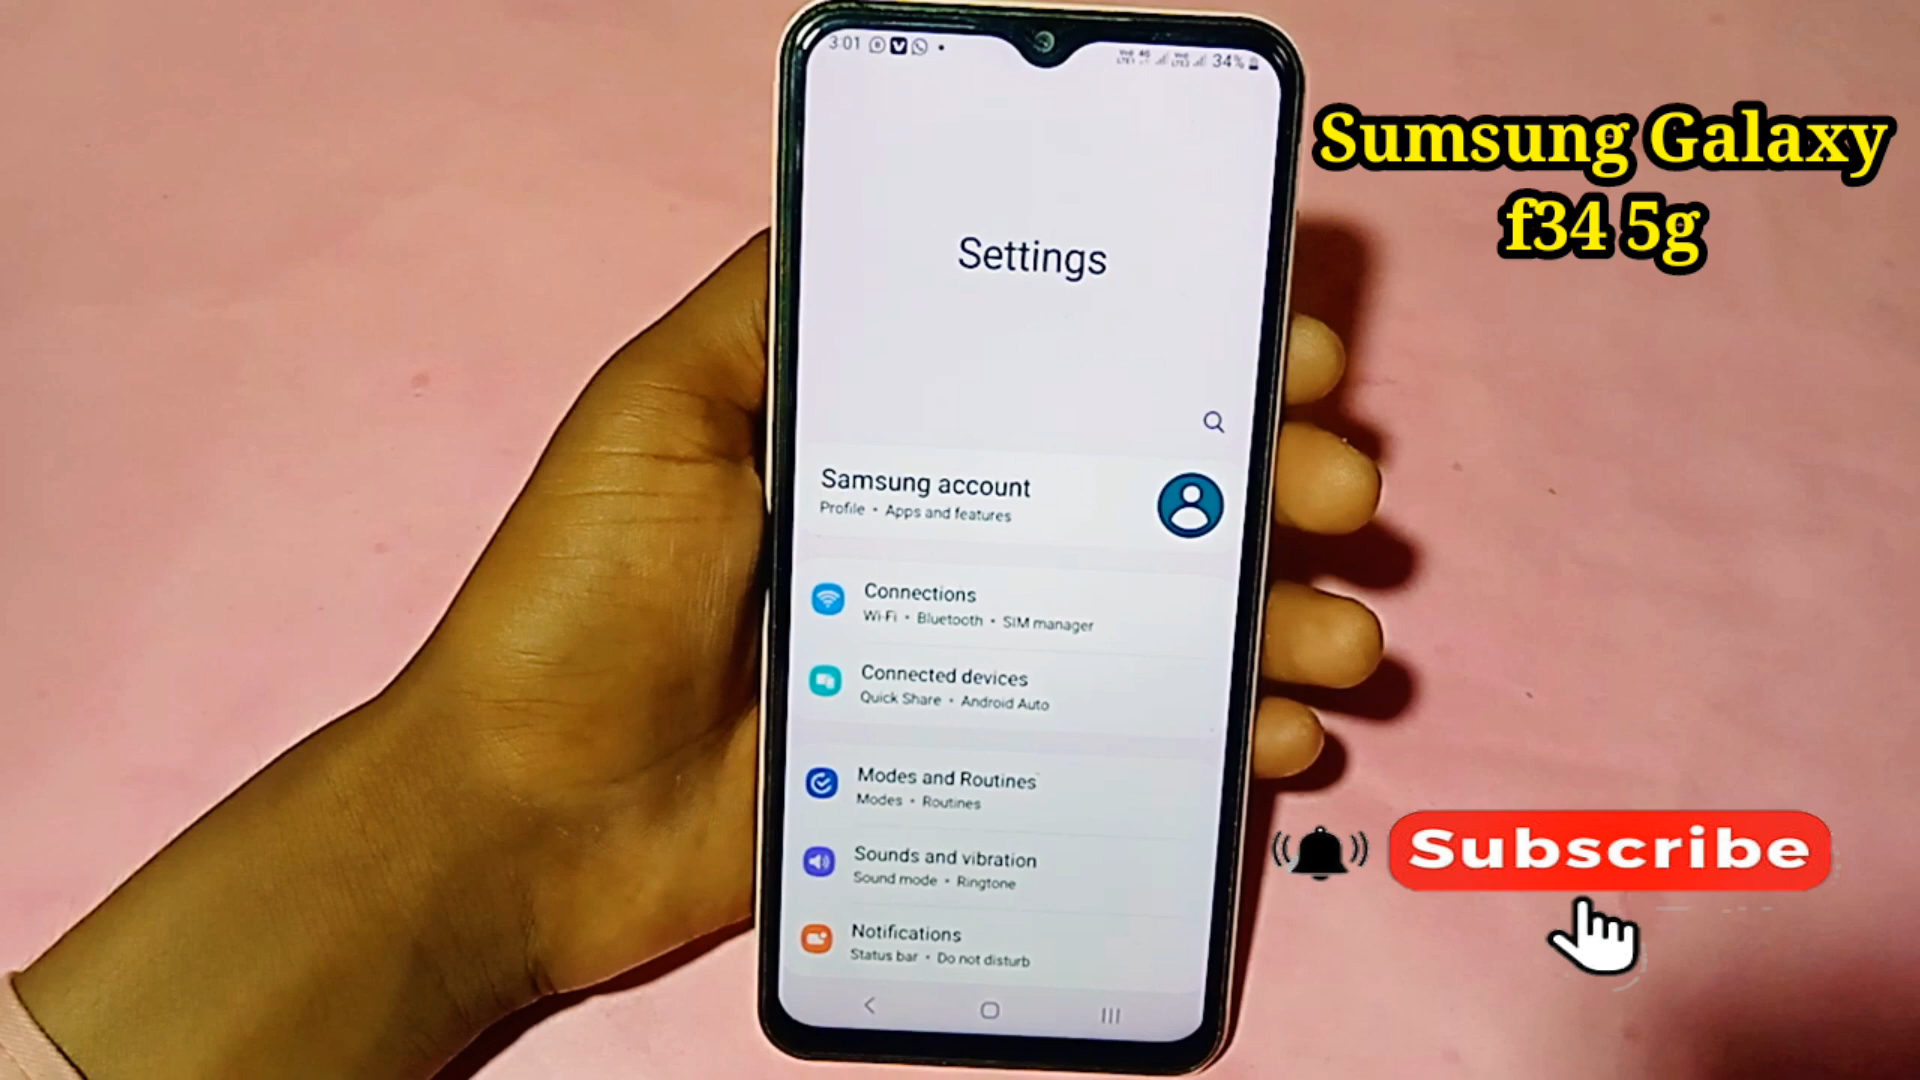 3:01
34%
Sumsung Galaxy
f34 5g
Settings
Samsung account
Profile • Apps and features
Connections
Wi-Fi • Bluetooth • SIM manager
Connected devices
Quick Share • Android Auto
Modes and Routines
Modes • Routines
Sounds and vibration
Sound mode • Ringtone
Notifications
Status bar • Do not disturb
Subscribe